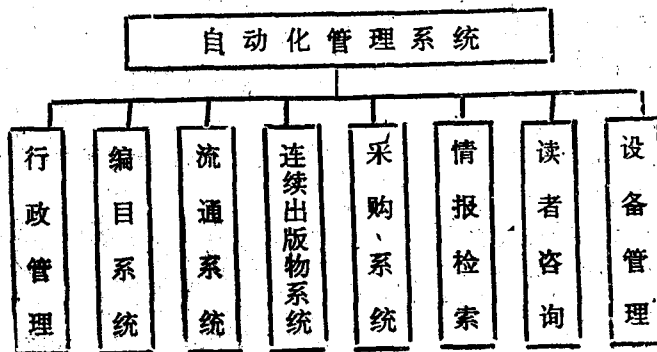 自动化管理系统
行政管理
编目系统
流通系统
连续出版物系统
采购、系统
情报检索
读者咨询
设备管理